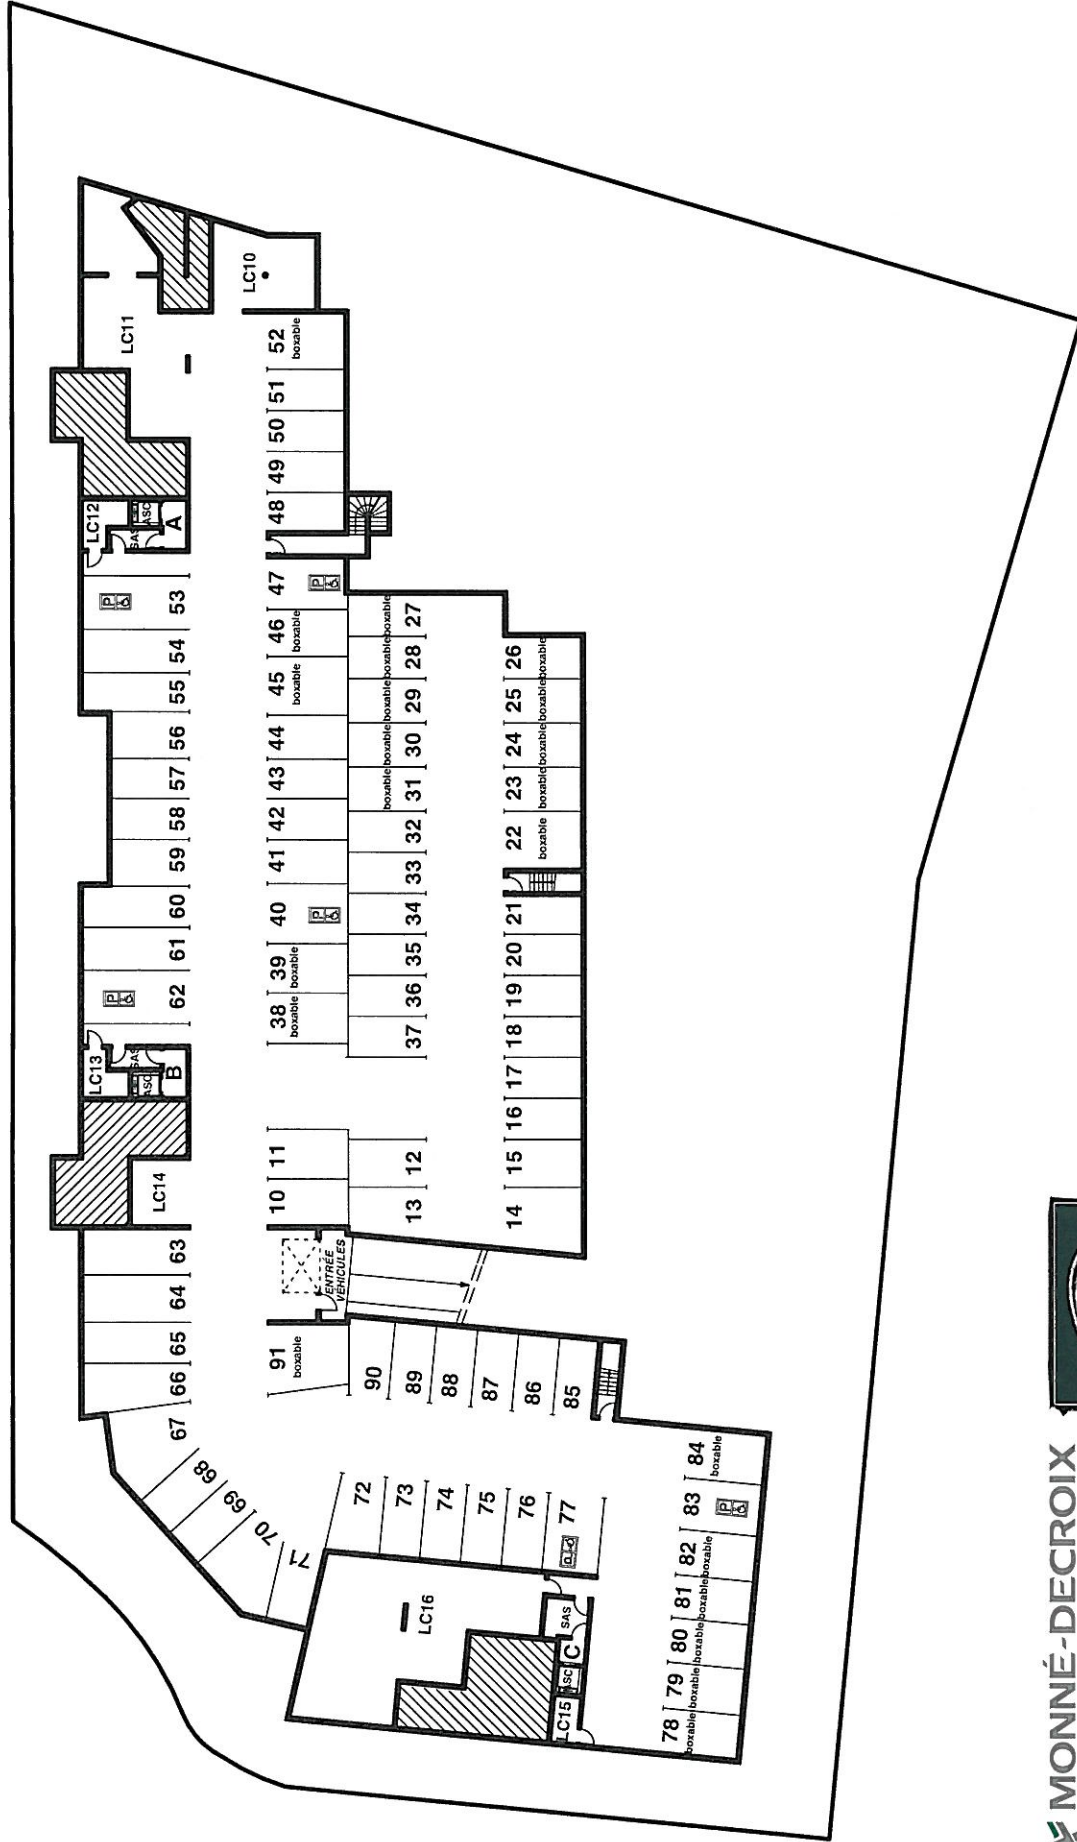 LC13
SAS
ASC
B
LC12
SAS
ASC
A
LC11
LC10
LC14
71
70
69
68
67
66
65
64
63
62
P
61
60
59
58
57
56
55
54
53
P
91
boxable
10
11
38
boxable
39
boxable
40
P
41
42
43
44
45
boxable
46
boxable
47
P
48
49
50
51
52
boxable
ENTRÉE
VÉHICULES
13
12
37
36
35
34
33
32
31
boxable
30
boxable
29
boxable
28
boxable
27
boxable
14
15
16
17
18
19
20
21
22
boxable
23
boxable
24
boxable
25
boxable
26
boxable
72
73
74
75
76
77
P
90
89
88
87
86
85
LC16
SAS
C
ASC
LC15
78
boxable
79
boxable
80
boxable
81
boxable
82
boxable
83
P
84
boxable
MONNÉ-DECROIX